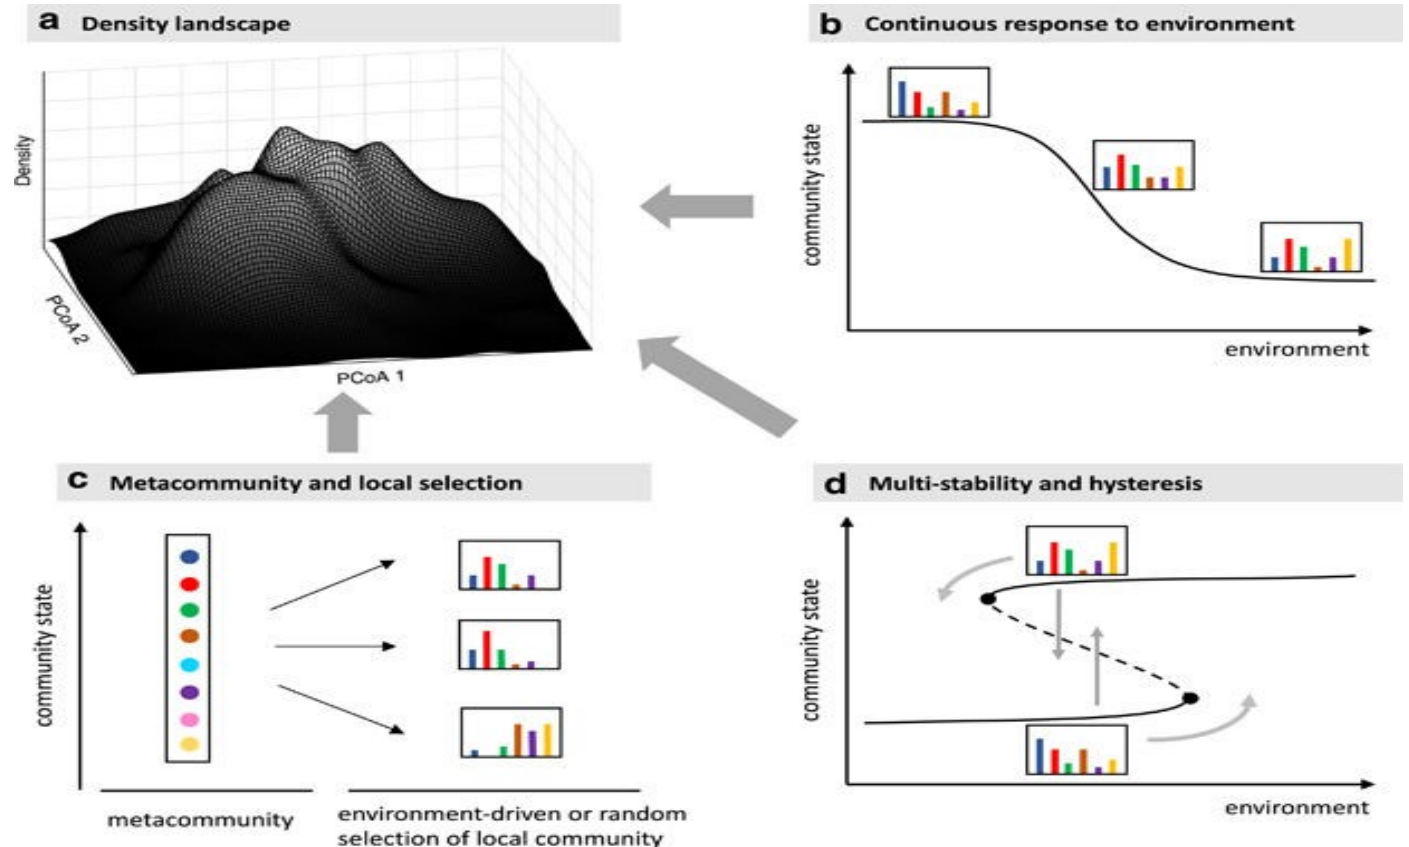 a Density landscape
Density
PCoA 2
PCoA 1
b Continuous response to environment
community state
environment
c Metacommunity and local selection
community state
metacommunity
environment-driven or random
selection of local community
d Multi-stability and hysteresis
community state
environment